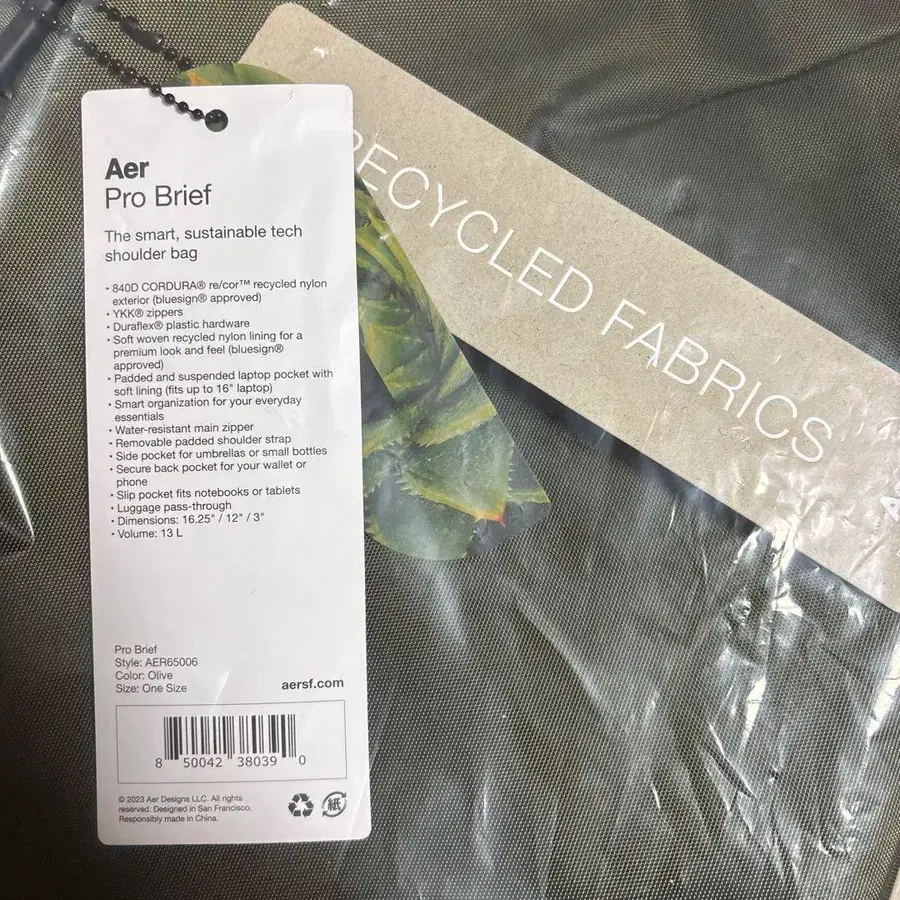 Aer
Pro Brief
The smart, sustainable tech
shoulder bag
• 840D CORDURA® re/cor™ recycled nylon
exterior (bluesign® approved)
• YKK® zippers
• Duraflex® plastic hardware
• Soft woven recycled nylon lining for a
premium look and feel (bluesign®
approved)
• Padded and suspended laptop pocket with
soft lining (fits up to 16" laptop)
• Smart organization for your everyday
essentials
• Water-resistant main zipper
• Removable padded shoulder strap
• Side pocket for umbrellas or small bottles
• Secure back pocket for your wallet or
phone
• Slip pocket fits notebooks or tablets
• Luggage pass-through
• Dimensions: 16.25" / 12" / 3"
• Volume: 13 L
Pro Brief
Style: AER65006
Color: Olive
Size: One Size
aersf.com
8 50042 38039 0
© 2023 Aer Designs LLC. All rights
reserved. Designed in San Francisco.
Responsibly made in China.
紙
RECYCLED FABRICS